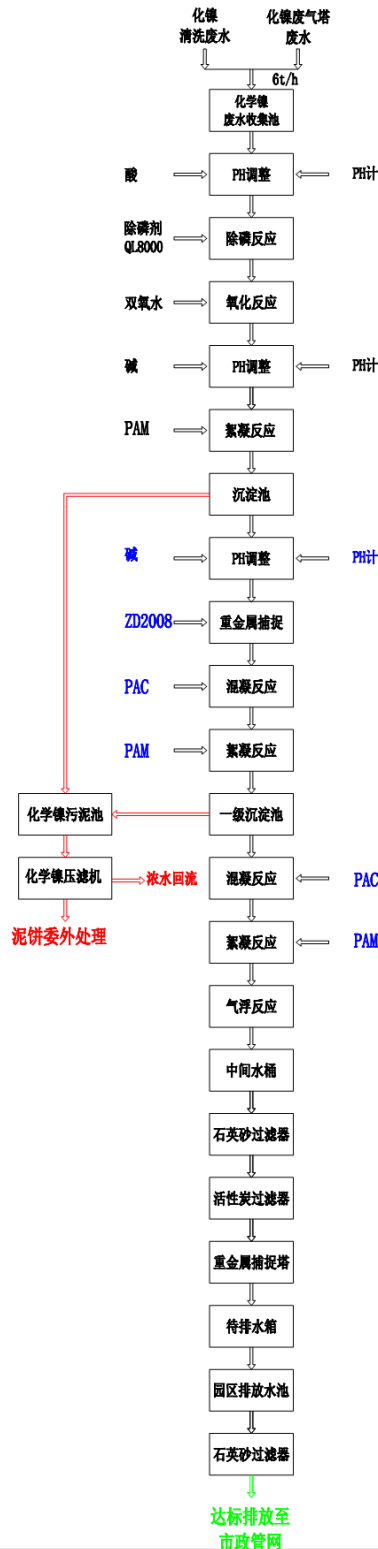 化镍
清洗废水
化镍废气塔
废水
6t/h
化学镍
废水收集池
酸
PH调整
PH计
除磷剂
QL8000
除磷反应
双氧水
氧化反应
碱
PH调整
PH计
PAM
絮凝反应
沉淀池
碱
PH调整
PH计
ZD2008
重金属捕捉
PAC
混凝反应
PAM
絮凝反应
化学镍污泥池
一级沉淀池
化学镍压滤机
浓水回流
混凝反应
PAC
泥饼委外处理
絮凝反应
PAM
气浮反应
中间水桶
石英砂过滤器
活性炭过滤器
重金属捕捉塔
待排水箱
园区排放水池
石英砂过滤器
达标排放至
市政管网